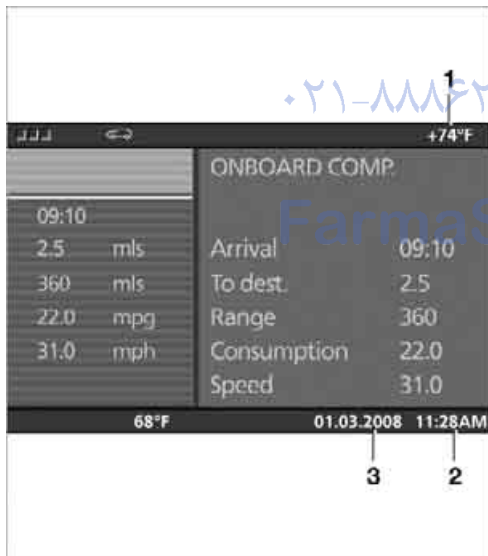 1
۰۲۱-۸۸۸۶۲
+74°F
ONBOARD COMP.
09:10
2.5 mls Arrival 09:10
360 mls To dest. 2.5
22.0 mpg Range 360
31.0 mph Consumption 22.0
Speed 31.0
FarmaS
68°F 01.03.2008 11:28AM
3 2